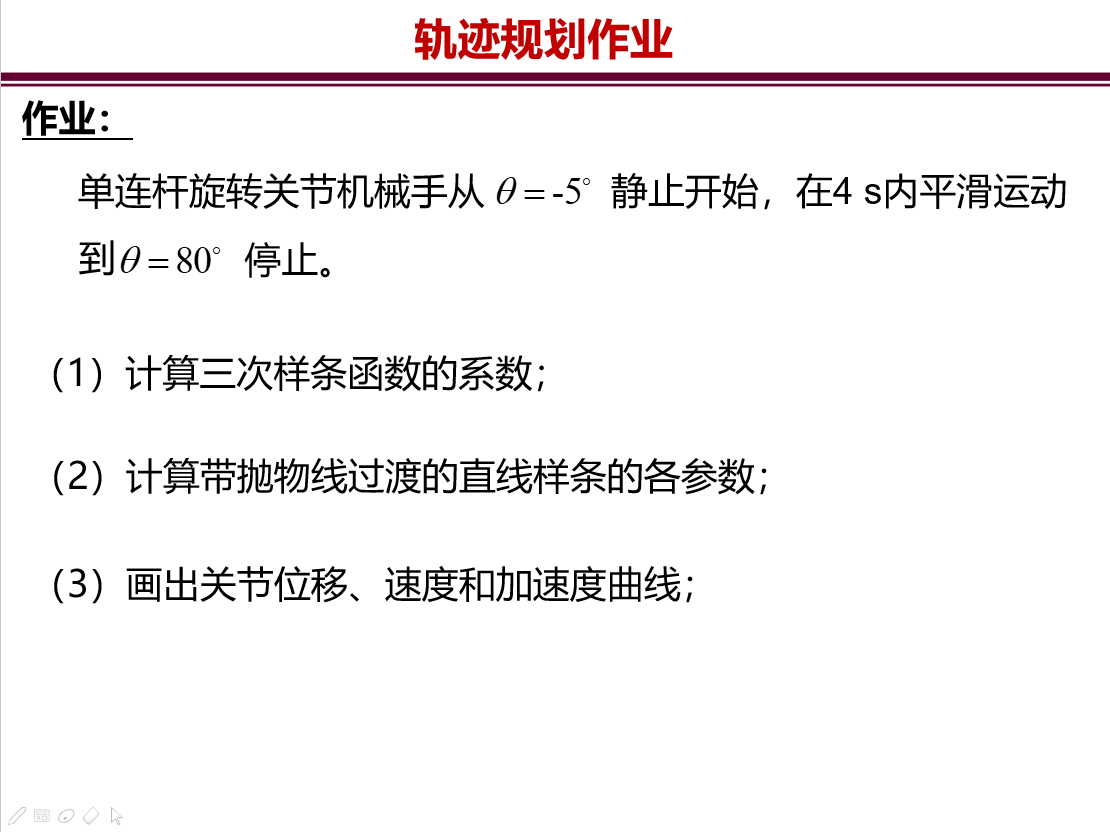 轨迹规划作业
作业：
单连杆旋转关节机械手从 θ = -5° 静止开始，在4 s内平滑运动
到θ = 80° 停止。
（1）计算三次样条函数的系数；
（2）计算带抛物线过渡的直线样条的各参数；
（3）画出关节位移、速度和加速度曲线；